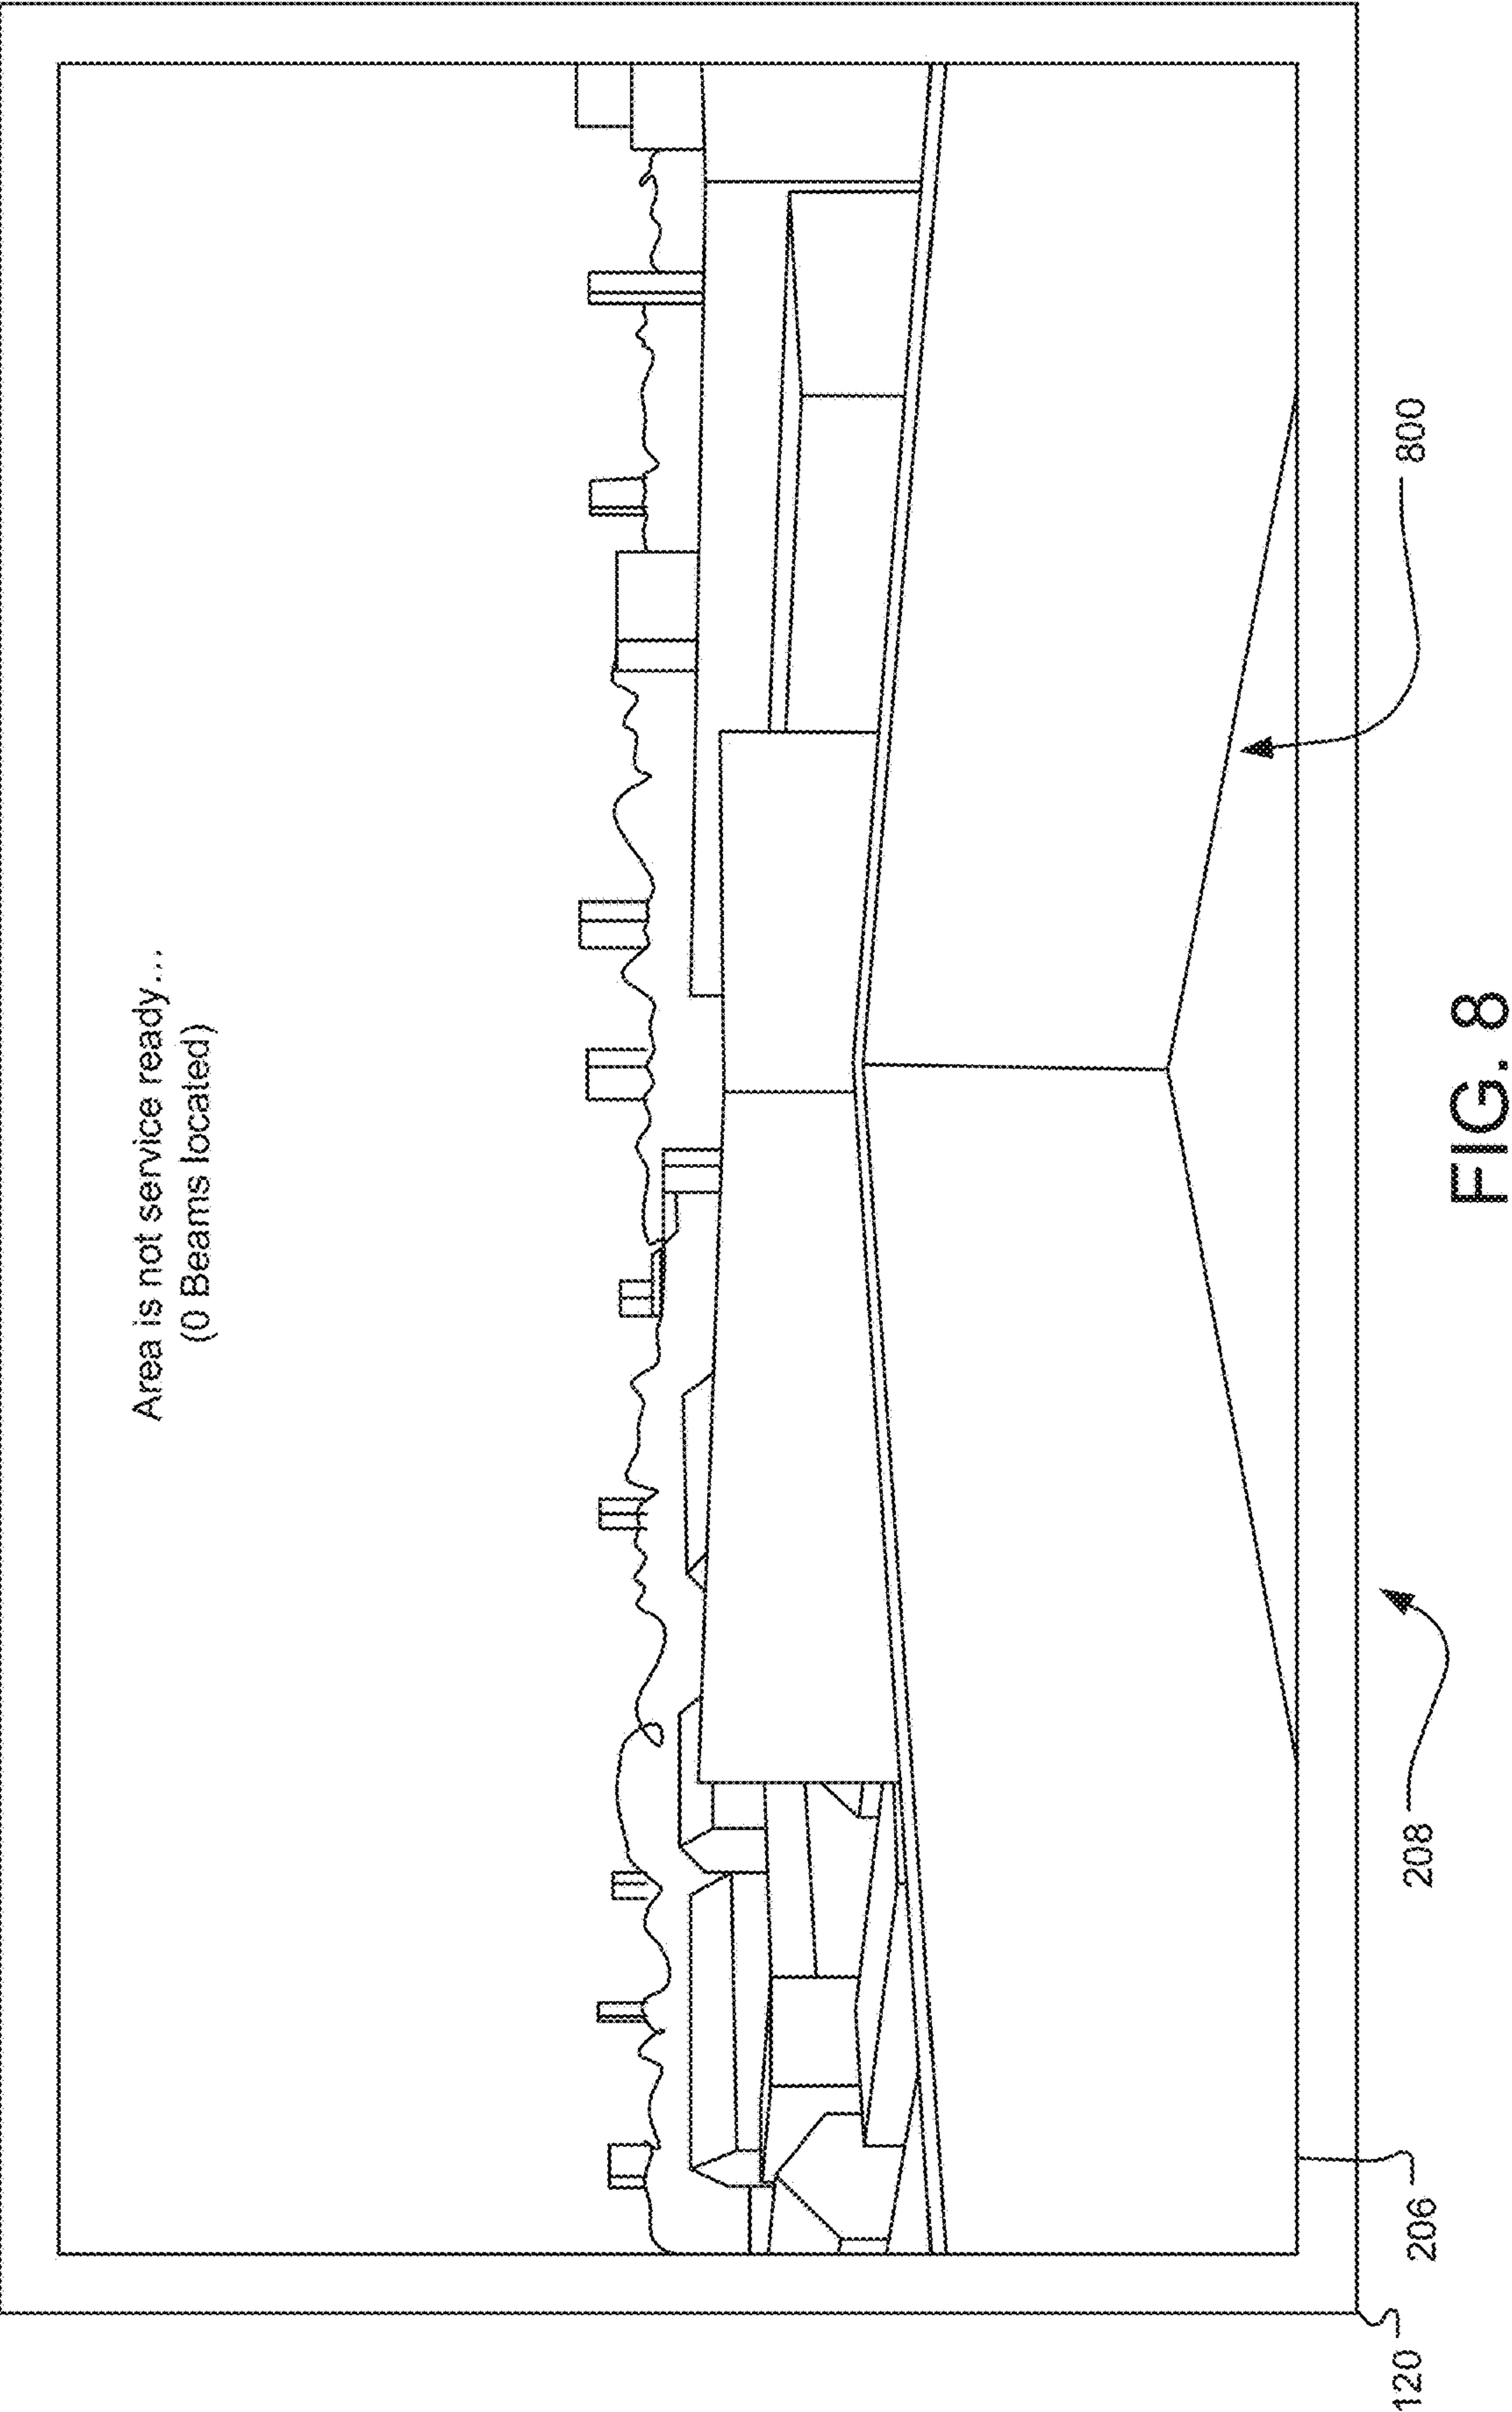 Area is not service ready...
(0 Beams located)
800
208
206
120
FIG. 8